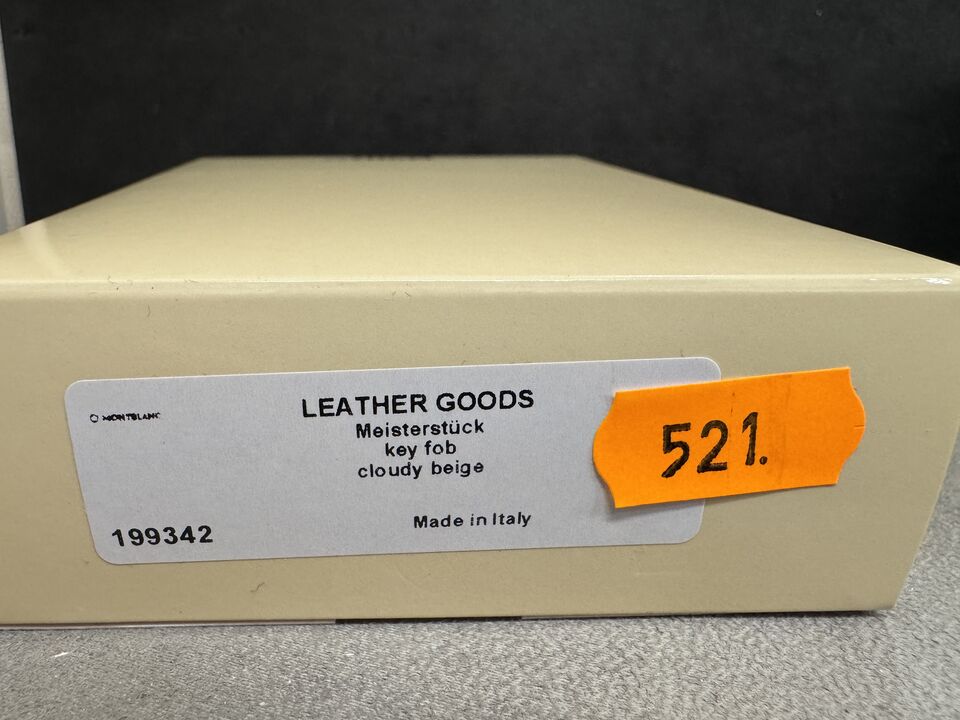 MONTBLANC
LEATHER GOODS
Meisterstück
key fob
cloudy beige
Made in Italy
199342
521.